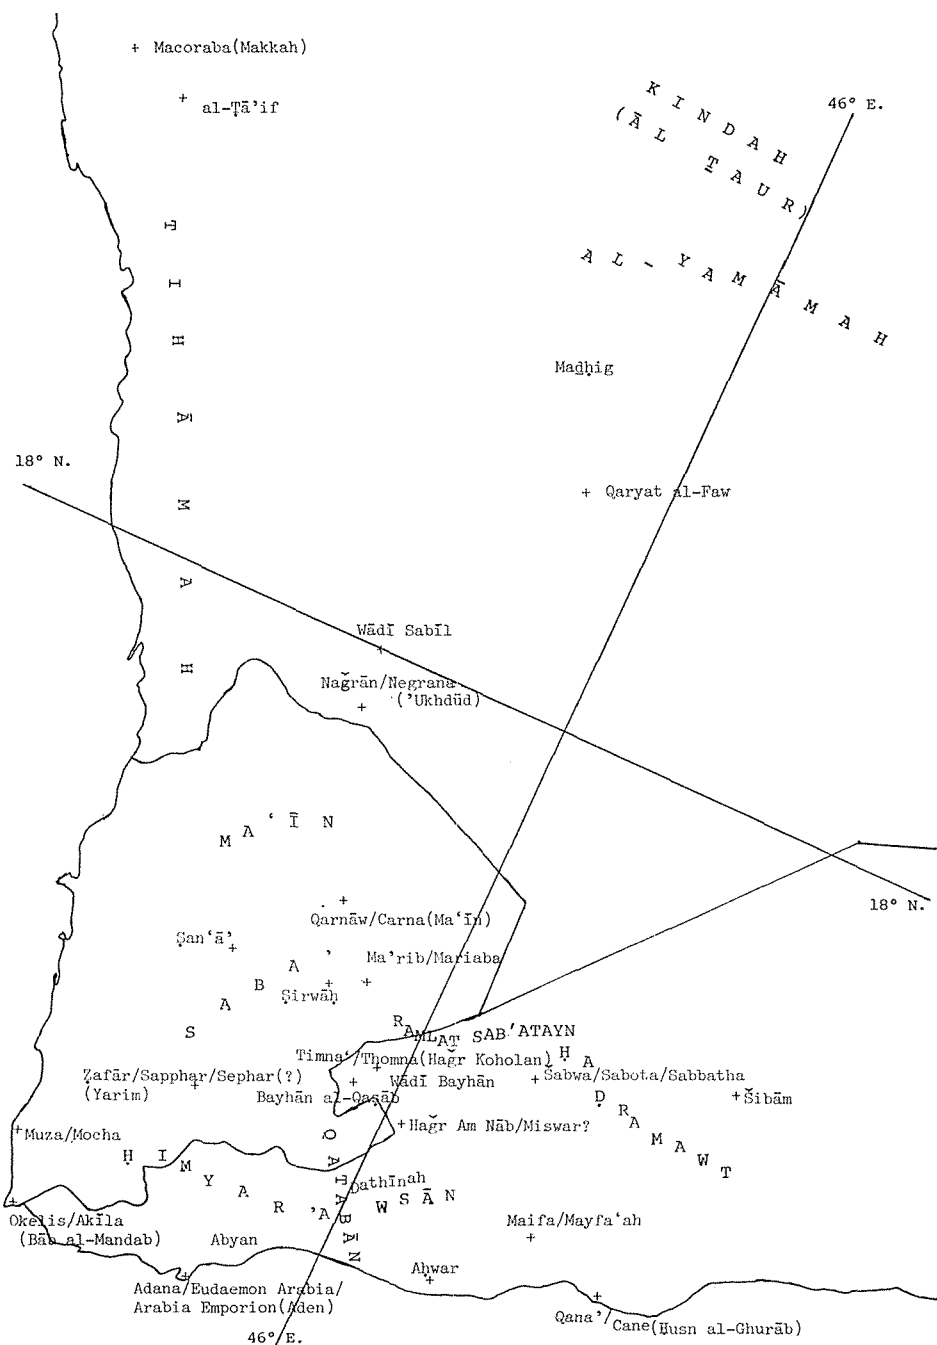 Macoraba(Makkah)
al-Ṭā’if
KINDAH
(ĀL ṮAUR)
46° E.
TIHĀMAH
AL-YAMĀMAH
Maḏḥig
18° N.
Qaryat al-Faw
Wādī Sabīl
Naǧrān/Negrana
(’Ukhdūd)
MA‘ĪN
18° N.
Qarnāw/Carna(Ma‘īn)
Ṣan‘ā’
Ma’rib/Mariaba
SABA’
Ṣirwāḥ
RAMLAT SAB’ATAYN
Timna‘/Thomna(Haǧr Koholan)
ḤAḌRAMAWT
Ẓafār/Sapphar/Sephar(?)
(Yarim)
Wādī Bayhān
Šabwa/Sabota/Sabbatha
Bayhān al-Qaṣāb
Šibām
Muza/Mocha
Haǧr Am Nāb/Miswar?
QATABĀN
ḤIMYAR
Dathīnah
’AWSĀN
Okelis/Akīla
(Bāb al-Mandab)
Abyan
Maifa/Mayfa‘ah
Aḥwar
Adana/Eudaemon Arabia/
Arabia Emporion(Aden)
Qana’/Cane(Ḥusn al-Ghurāb)
46° E.